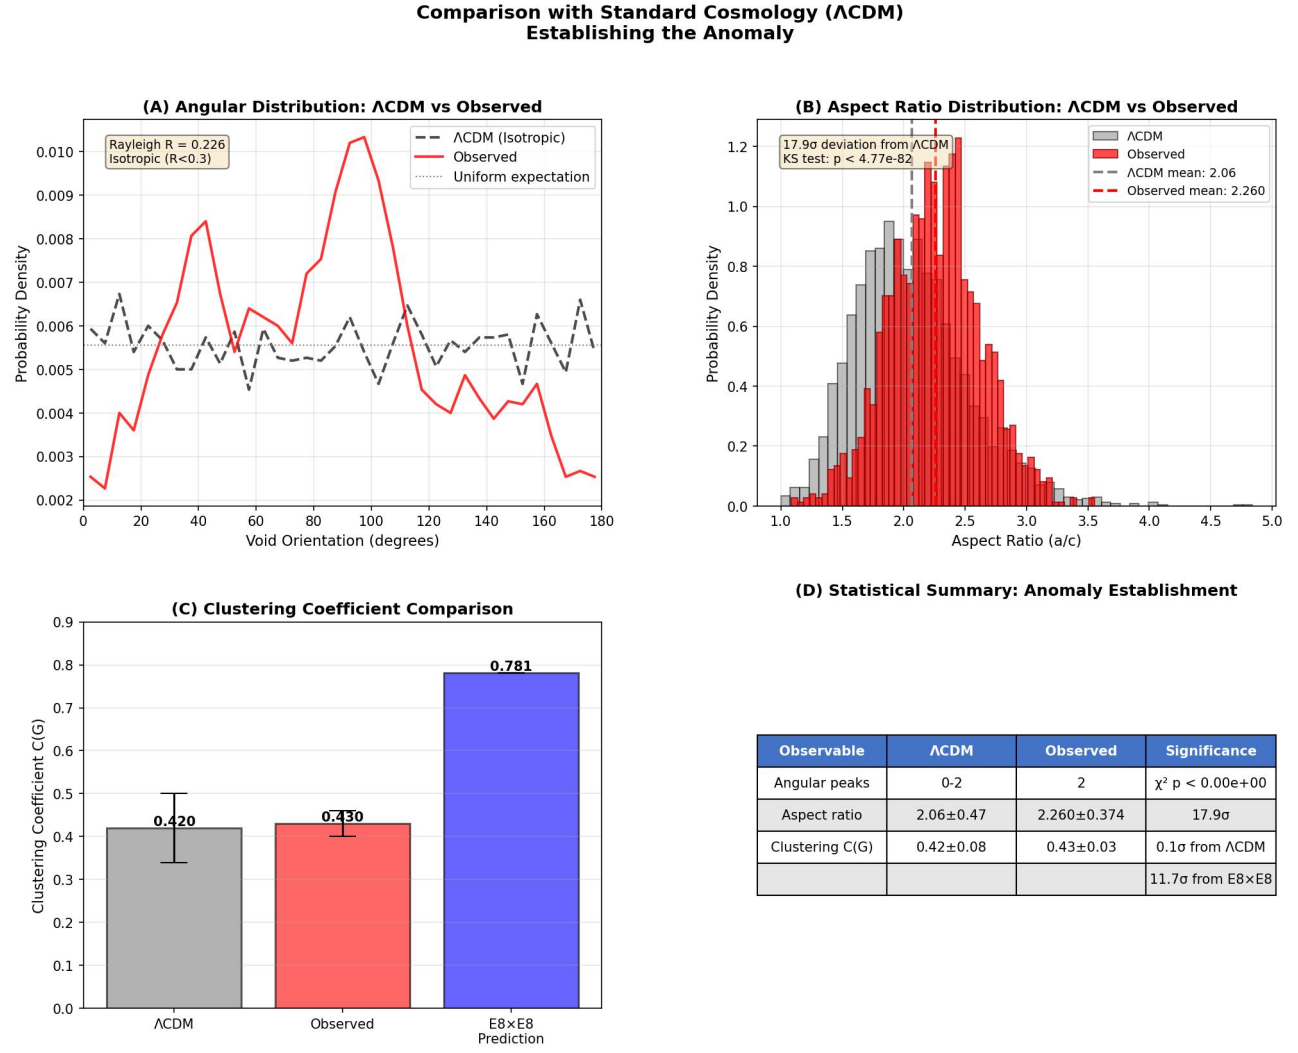 Comparison with Standard Cosmology (ΛCDM)
Establishing the Anomaly
(A) Angular Distribution: ΛCDM vs Observed
Rayleigh R = 0.226
Isotropic (R<0.3)
ΛCDM (Isotropic)
Observed
Uniform expectation
Probability Density
0.010
0.009
0.008
0.007
0.006
0.005
0.004
0.003
0.002
0 20 40 60 80 100 120 140 160 180
Void Orientation (degrees)
(B) Aspect Ratio Distribution: ΛCDM vs Observed
17.9σ deviation from ΛCDM
KS test: p < 4.77e-82
ΛCDM
Observed
ΛCDM mean: 2.06
Observed mean: 2.260
Probability Density
1.2
1.0
0.8
0.6
0.4
0.2
0.0
1.0 1.5 2.0 2.5 3.0 3.5 4.0 4.5 5.0
Aspect Ratio (a/c)
(C) Clustering Coefficient Comparison
Clustering Coefficient C(G)
0.9
0.8
0.7
0.6
0.5
0.4
0.3
0.2
0.1
0.0
0.420
0.430
0.781
ΛCDM
Observed
E8×E8
Prediction
(D) Statistical Summary: Anomaly Establishment
Observable ΛCDM Observed Significance
Angular peaks 0-2 2 χ² p < 0.00e+00
Aspect ratio 2.06±0.47 2.260±0.374 17.9σ
Clustering C(G) 0.42±0.08 0.43±0.03 0.1σ from ΛCDM
11.7σ from E8×E8